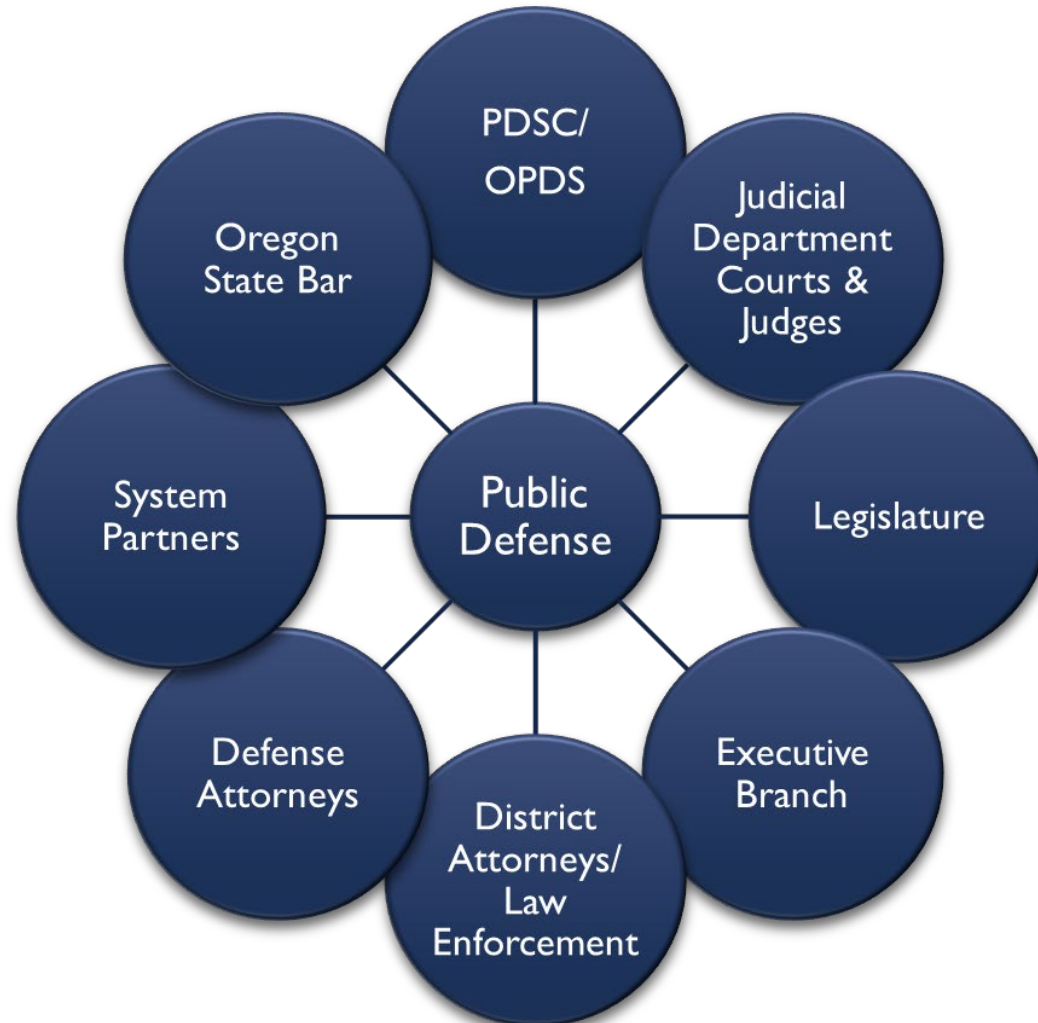 PDSC/
OPDS
Judicial
Department
Courts &
Judges
Legislature
Executive
Branch
District
Attorneys/
Law
Enforcement
Defense
Attorneys
System
Partners
Oregon
State Bar
Public
Defense